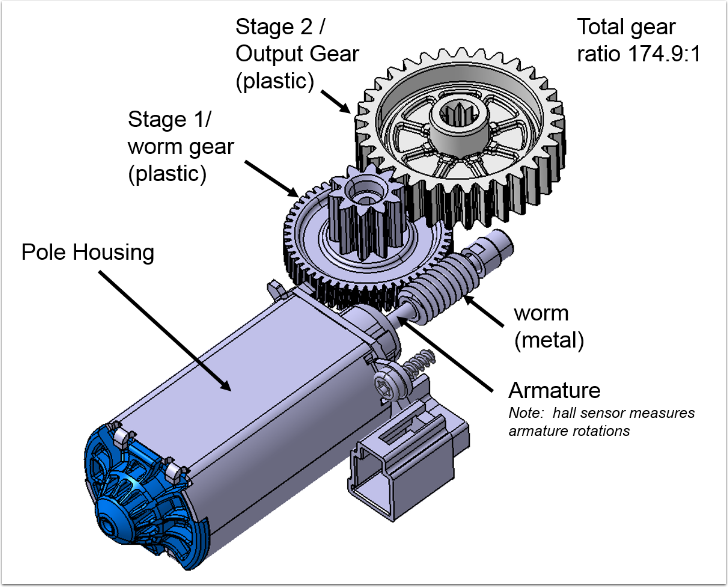 Stage 2 /
Output Gear
(plastic)
Total gear
ratio 174.9:1
Stage 1/
worm gear
(plastic)
Pole Housing
worm
(metal)
Armature
Note:  hall sensor measures
armature rotations